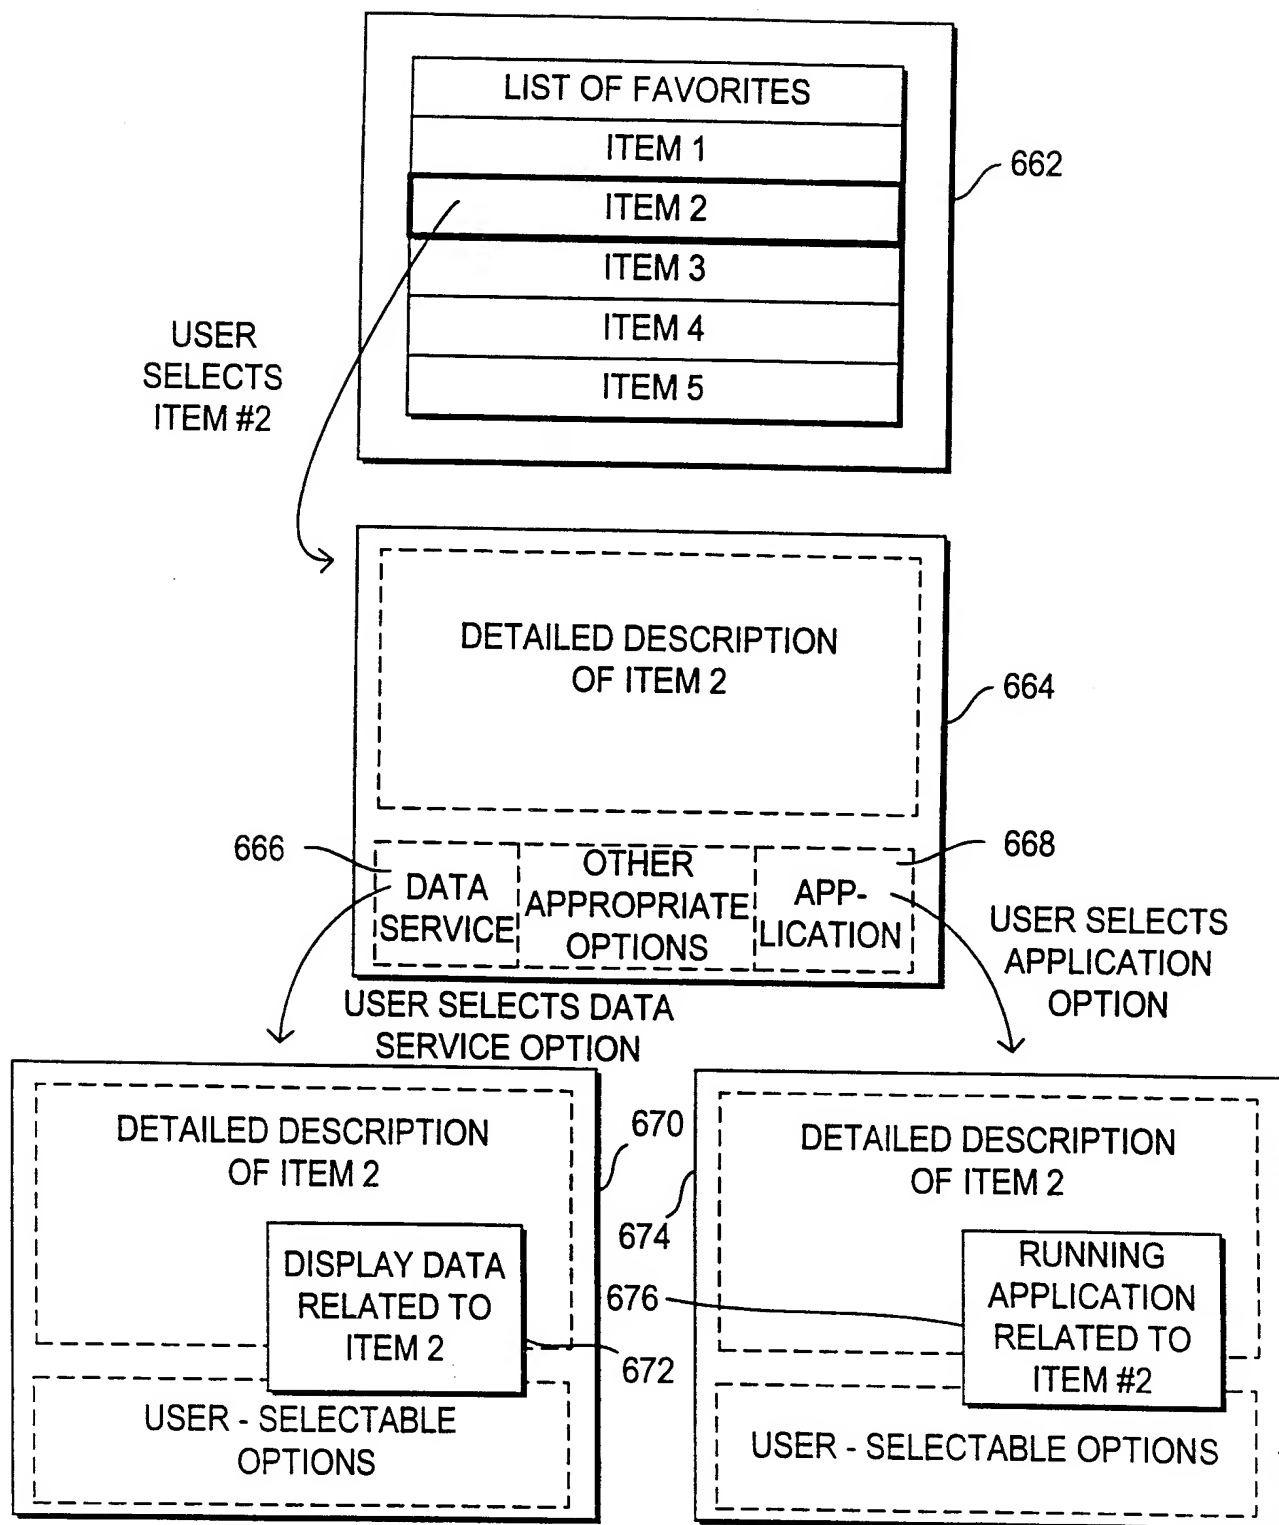 LIST OF FAVORITES
ITEM 1
662
ITEM 2
ITEM 3
USER
SELECTS
ITEM #2
ITEM 4
ITEM 5
DETAILED DESCRIPTION
OF ITEM 2
664
666
DATA
SERVICE
OTHER
APPROPRIATE
OPTIONS
668
APP-
LICATION
USER SELECTS
APPLICATION
OPTION
USER SELECTS DATA
SERVICE OPTION
DETAILED DESCRIPTION
OF ITEM 2
670
DISPLAY DATA
RELATED TO
ITEM 2
672
USER - SELECTABLE
OPTIONS
674
DETAILED DESCRIPTION
OF ITEM 2
676
RUNNING
APPLICATION
RELATED TO
ITEM #2
USER - SELECTABLE OPTIONS